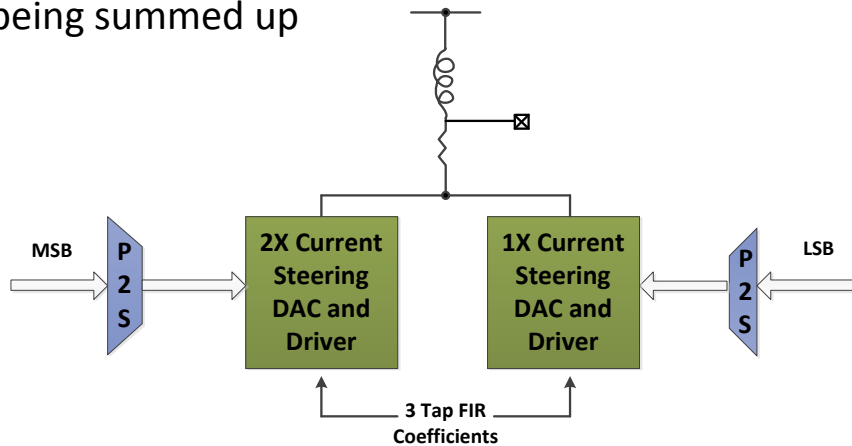 being summed up
MSB
P
2
S
2X Current
Steering
DAC and
Driver
1X Current
Steering
DAC and
Driver
P
2
S
LSB
3 Tap FIR
Coefficients